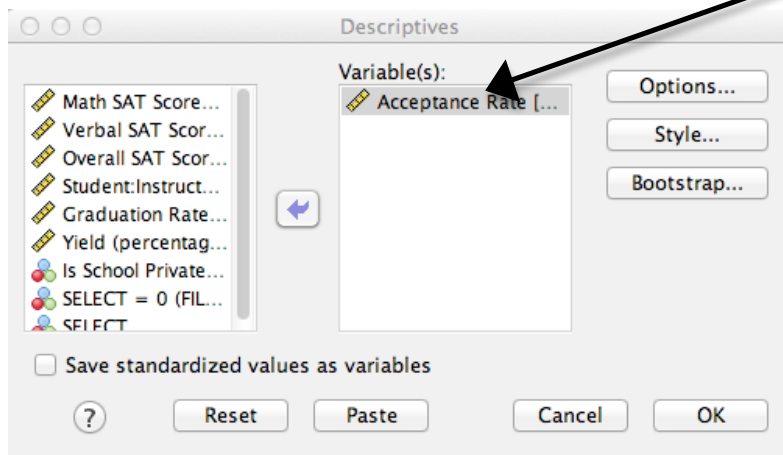 Descriptives
Variable(s):
Math SAT Score...
Verbal SAT Scor...
Overall SAT Scor...
Student:Instruct...
Graduation Rate...
Yield (percentag...
Is School Private...
SELECT = 0 (FIL...
SELECT
Acceptance Rate [...
Options...
Style...
Bootstrap...
Save standardized values as variables
?
Reset
Paste
Cancel
OK